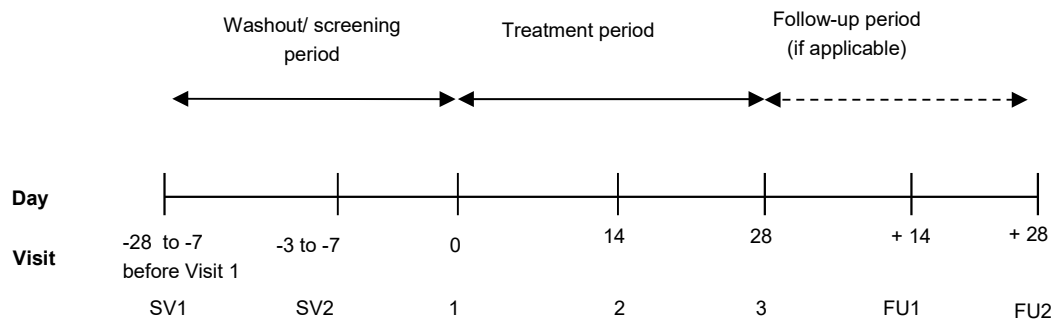 Washout/ screening
period
Treatment period
Follow-up period
(if applicable)
Day
Visit
-28 to -7
before Visit 1
-3 to -7
0
14
28
+ 14
+ 28
SV1
SV2
1
2
3
FU1
FU2